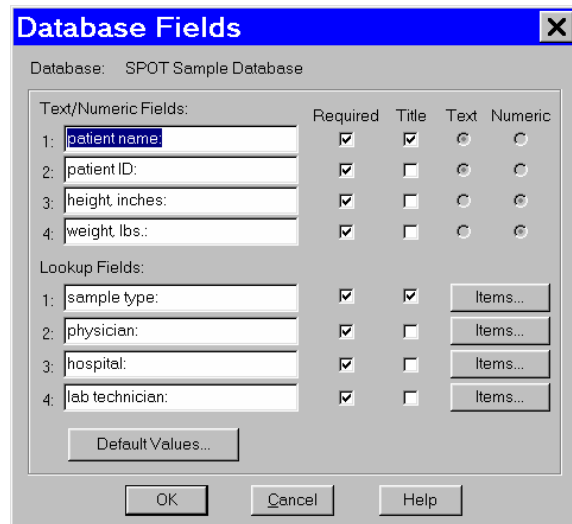 Database Fields
Database: SPOT Sample Database
Text/Numeric Fields: Required Title Text Numeric
1: patient name:
2: patient ID:
3: height, inches:
4: weight, lbs.:
Lookup Fields:
1: sample type: Items...
2: physician: Items...
3: hospital: Items...
4: lab technician: Items...
Default Values...
OK Cancel Help